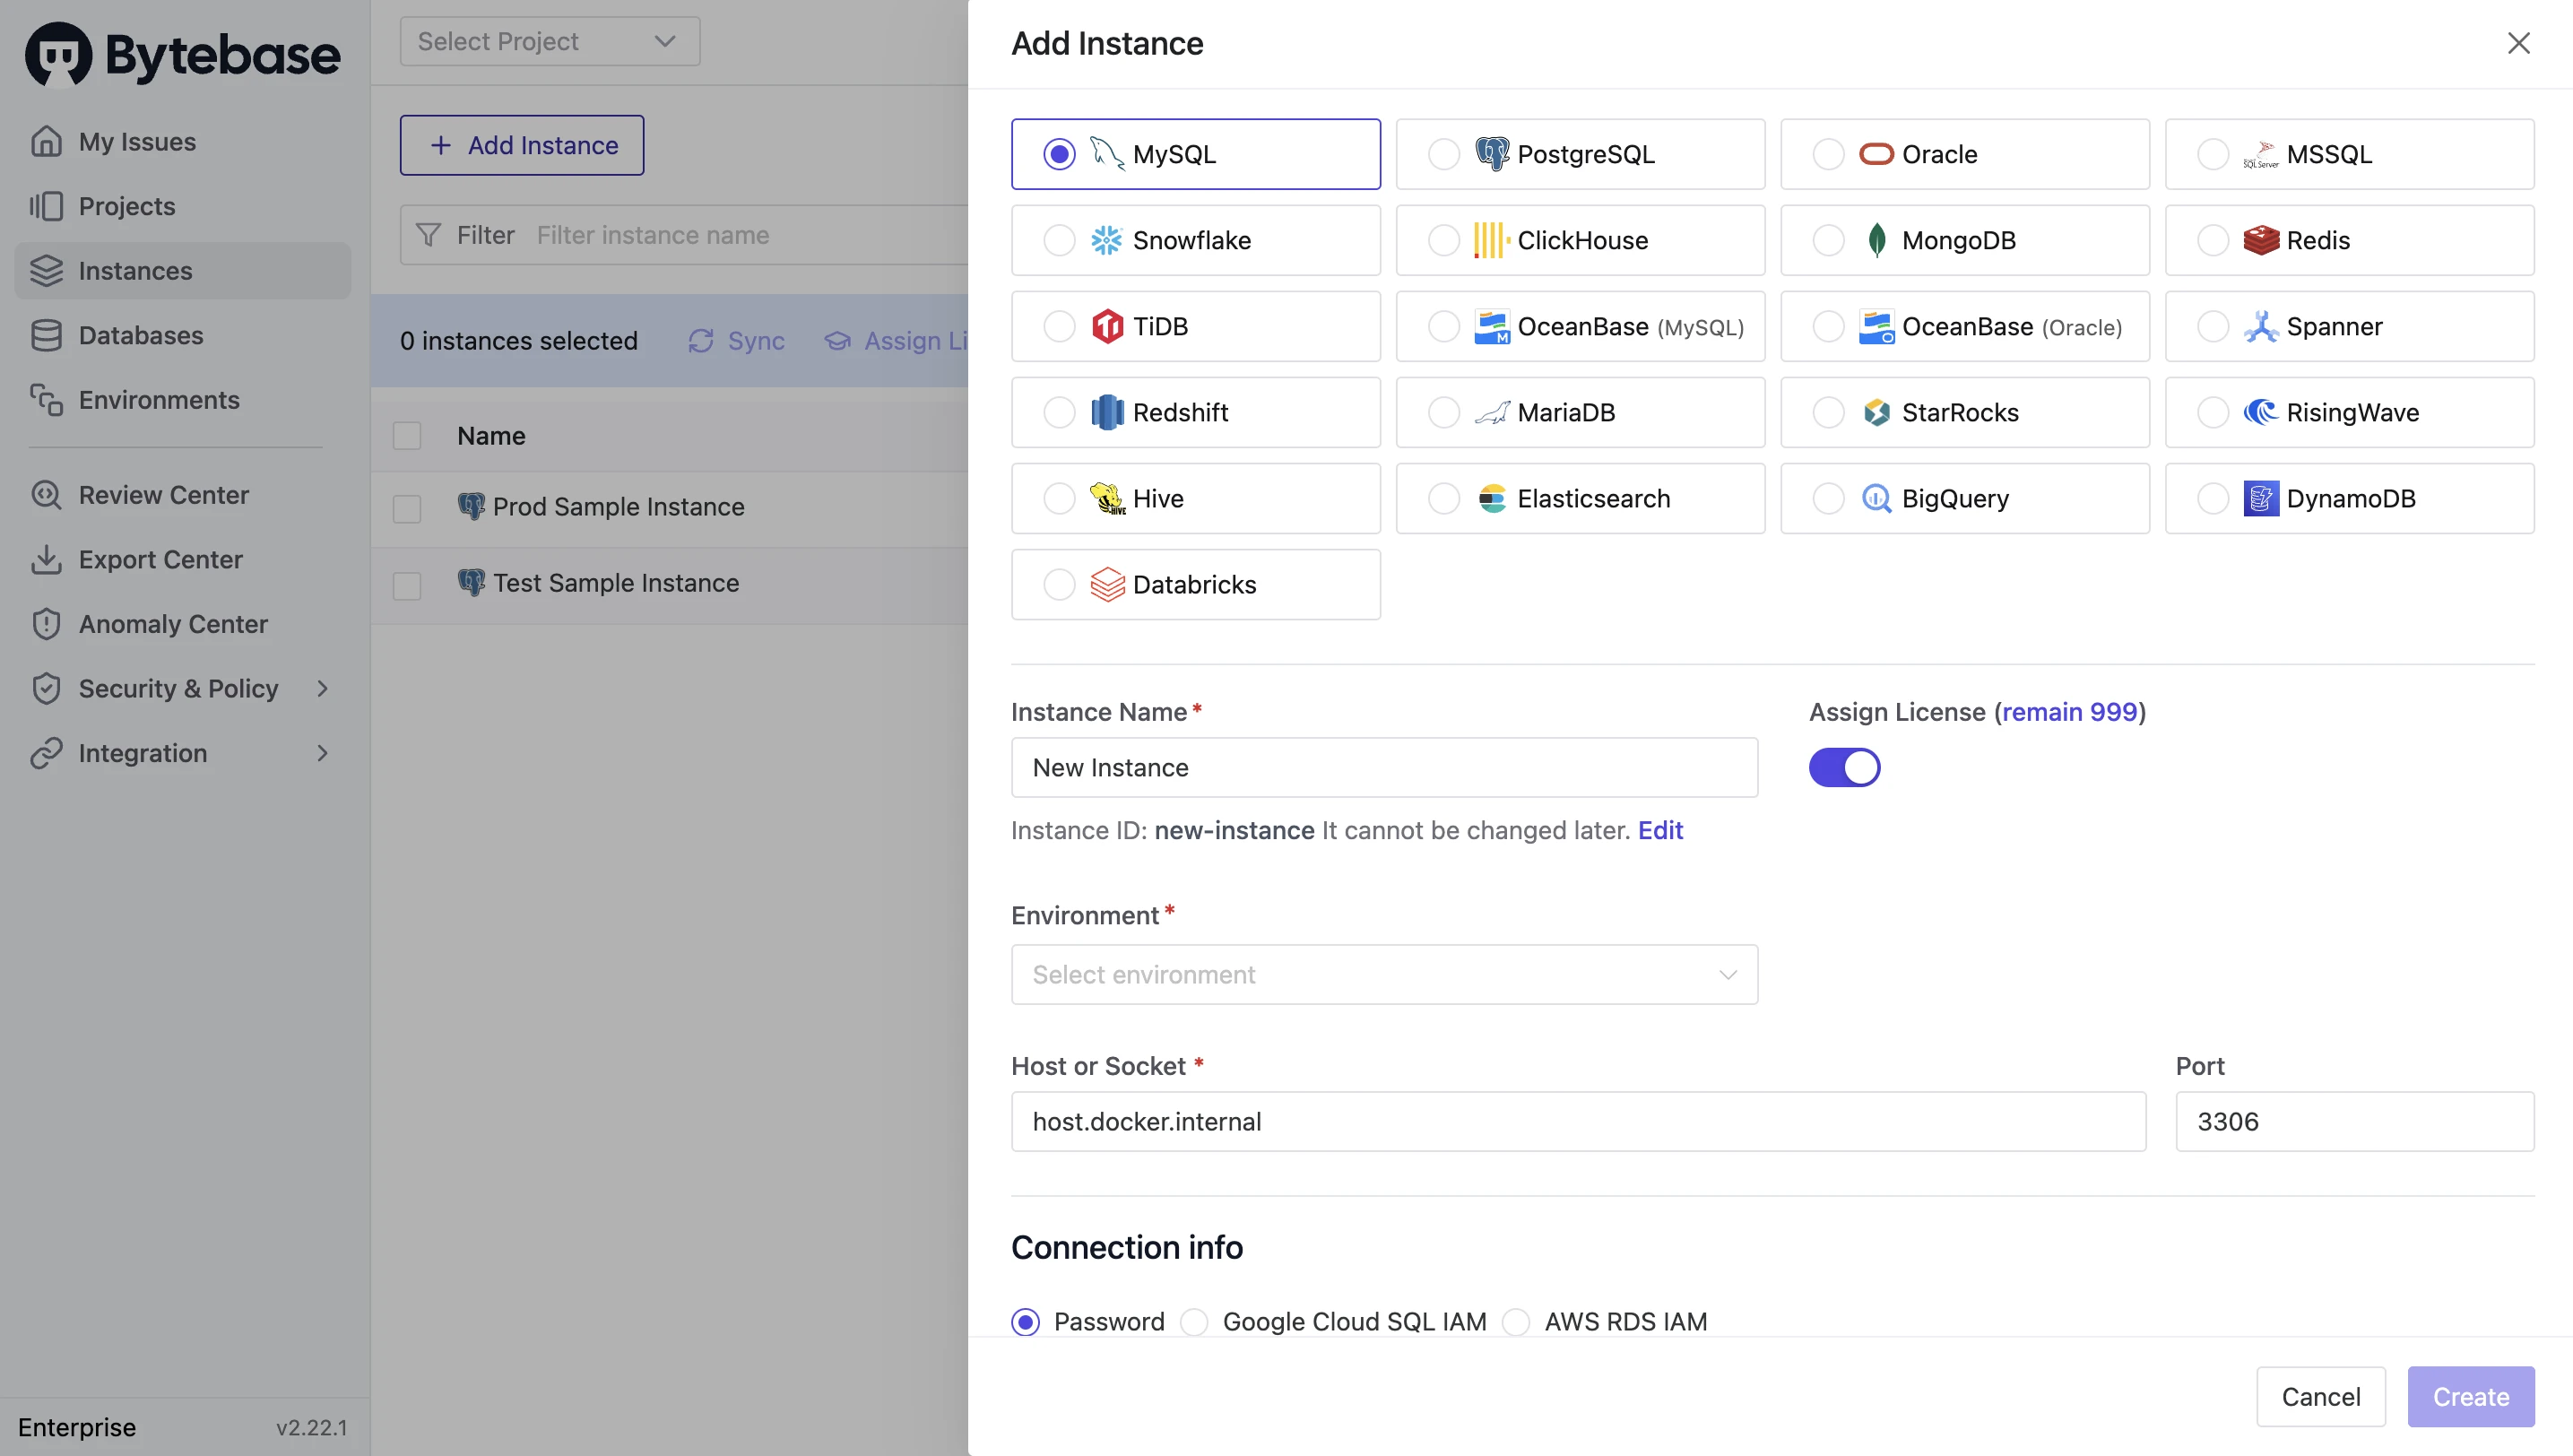 Bytebase
My Issues
Projects
Instances
Databases
Environments
Review Center
Export Center
Anomaly Center
Security & Policy
Integration
Enterprise v2.22.1
Select Project
+ Add Instance
Filter Filter instance name
0 instances selected Sync Assign Li
Name
Prod Sample Instance
Test Sample Instance
Add Instance
MySQL PostgreSQL Oracle MSSQL
Snowflake ClickHouse MongoDB Redis
TiDB OceanBase (MySQL) OceanBase (Oracle) Spanner
Redshift MariaDB StarRocks RisingWave
Hive Elasticsearch BigQuery DynamoDB
Databricks
Instance Name* Assign License (remain 999)
New Instance
Instance ID: new-instance It cannot be changed later. Edit
Environment*
Select environment
Host or Socket * Port
host.docker.internal 3306
Connection info
Password Google Cloud SQL IAM AWS RDS IAM
Cancel Create